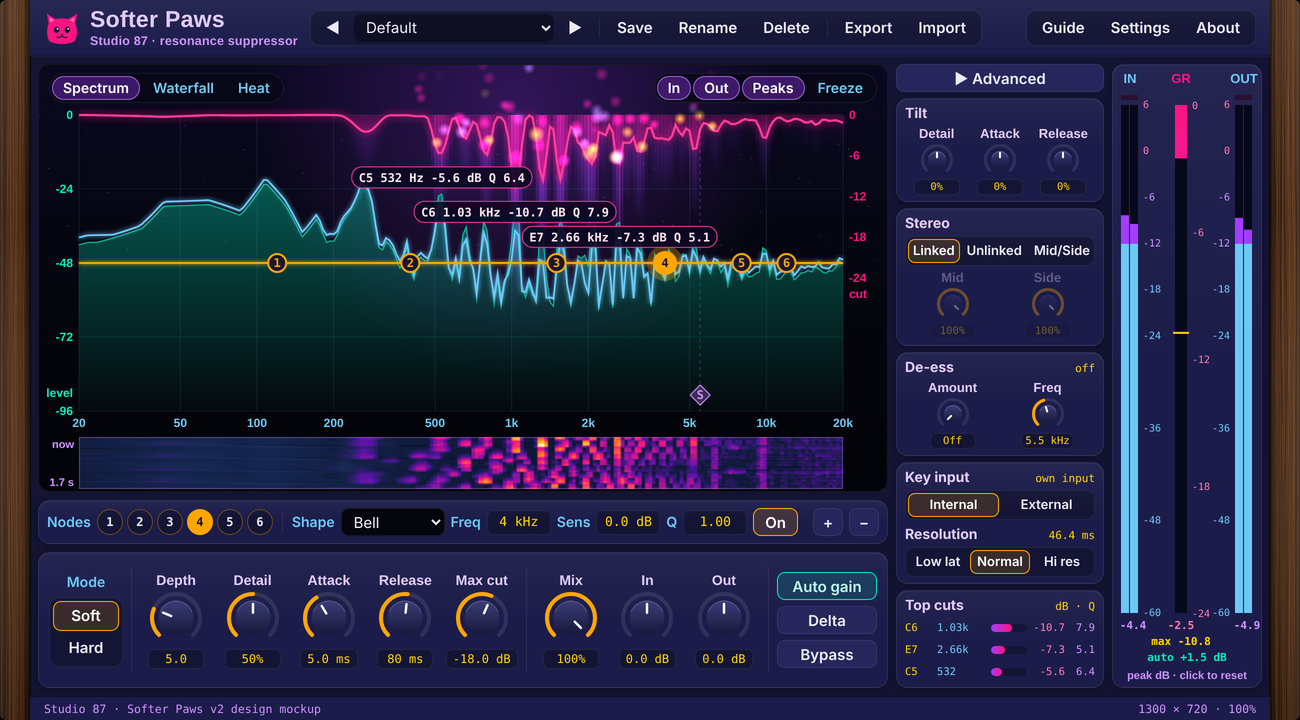 Softer Paws
Studio 87 · resonance suppressor
◀ Default ▶ Save Rename Delete Export Import Guide Settings About
Spectrum Waterfall Heat In Out Peaks Freeze
0 0
-6
-24
-12
-18
-48
-24
cut
-72
level
-96
C5 532 Hz -5.6 dB Q 6.4
C6 1.03 kHz -10.7 dB Q 7.9
E7 2.66 kHz -7.3 dB Q 5.1
1 2 3 4 5 6
S
20 50 100 200 500 1k 2k 5k 10k 20k
now
1.7 s
Nodes 1 2 3 4 5 6 Shape Bell Freq 4 kHz Sens 0.0 dB Q 1.00 On + −
Mode
Soft
Hard
Depth Detail Attack Release Max cut Mix In Out
5.0 50% 5.0 ms 80 ms -18.0 dB 100% 0.0 dB 0.0 dB
Auto gain
Delta
Bypass
▶ Advanced
Tilt
Detail Attack Release
0% 0% 0%
Stereo
Linked Unlinked Mid/Side
Mid Side
100% 100%
De-ess off
Amount Freq
Off 5.5 kHz
Key input own input
Internal External
Resolution 46.4 ms
Low lat Normal Hi res
Top cuts dB · Q
C6 1.03k -10.7 7.9
E7 2.66k -7.3 5.1
C5 532 -5.6 6.4
IN GR OUT
6 0 6
0 0
-6 -6 -6
-12 -12
-18 -18
-24 -12 -24
-36 -36
-18
-48 -48
-60 -24 -60
-4.4 -2.5 -4.9
max -10.8
auto +1.5 dB
peak dB · click to reset
Studio 87 · Softer Paws v2 design mockup
1300 × 720 · 100%